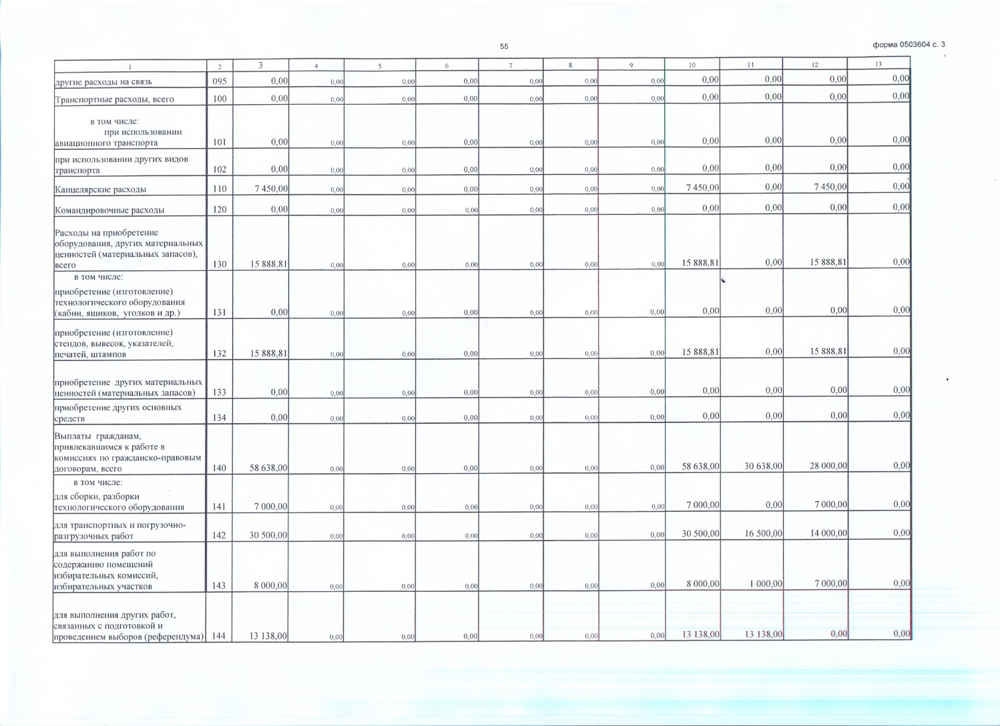 55
форма 0503604 с. 3
1 2 3 4 5 6 7 8 9 10 11 12 13
другие расходы на связь 095 0,00 0,00 0,00 0,00 0,00 0,00 0,00 0,00 0,00 0,00 0,00
Транспортные расходы, всего 100 0,00 0,00 0,00 0,00 0,00 0,00 0,00 0,00 0,00 0,00 0,00
в том числе:
при использовании
авиационного транспорта 101 0,00 0,00 0,00 0,00 0,00 0,00 0,00 0,00 0,00 0,00 0,00
при использовании других видов
транспорта 102 0,00 0,00 0,00 0,00 0,00 0,00 0,00 0,00 0,00 0,00 0,00
Канцелярские расходы 110 7 450,00 0,00 0,00 0,00 0,00 0,00 0,00 7 450,00 0,00 7 450,00 0,00
Командировочные расходы 120 0,00 0,00 0,00 0,00 0,00 0,00 0,00 0,00 0,00 0,00 0,00
Расходы на приобретение
оборудования, других материальных
ценностей (материальных запасов),
всего 130 15 888,81 0,00 0,00 0,00 0,00 0,00 0,00 15 888,81 0,00 15 888,81 0,00
в том числе:
приобретение (изготовление)
технологического оборудования
(кабин, ящиков, уголков и др.) 131 0,00 0,00 0,00 0,00 0,00 0,00 0,00 0,00 0,00 0,00 0,00
приобретение (изготовление)
стендов, вывесок, указателей,
печатей, штампов 132 15 888,81 0,00 0,00 0,00 0,00 0,00 0,00 15 888,81 0,00 15 888,81 0,00
приобретение других материальных
ценностей (материальных запасов) 133 0,00 0,00 0,00 0,00 0,00 0,00 0,00 0,00 0,00 0,00 0,00
приобретение других основных
средств 134 0,00 0,00 0,00 0,00 0,00 0,00 0,00 0,00 0,00 0,00 0,00
Выплаты гражданам,
привлекавшимся к работе в
комиссиях по гражданско-правовым
договорам, всего 140 58 638,00 0,00 0,00 0,00 0,00 0,00 0,00 58 638,00 30 638,00 28 000,00 0,00
в том числе:
для сборки, разборки
технологического оборудования 141 7 000,00 0,00 0,00 0,00 0,00 0,00 0,00 7 000,00 0,00 7 000,00 0,00
для транспортных и погрузочно-
разгрузочных работ 142 30 500,00 0,00 0,00 0,00 0,00 0,00 0,00 30 500,00 16 500,00 14 000,00 0,00
для выполнения работ по
содержанию помещений
избирательных комиссий,
избирательных участков 143 8 000,00 0,00 0,00 0,00 0,00 0,00 0,00 8 000,00 1 000,00 7 000,00 0,00
для выполнения других работ,
связанных с подготовкой и
проведением выборов (референдума) 144 13 138,00 0,00 0,00 0,00 0,00 0,00 0,00 13 138,00 13 138,00 0,00 0,00